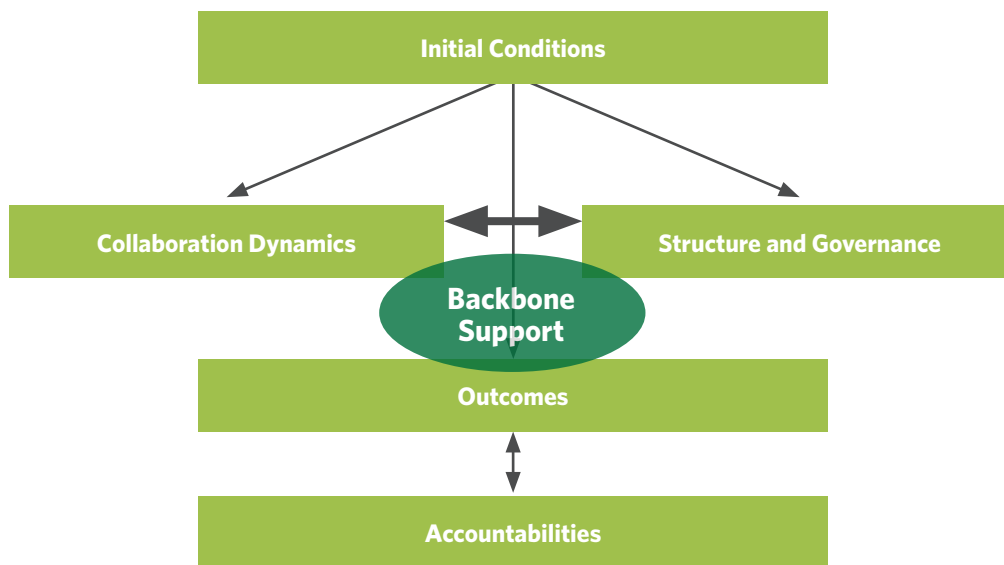 Initial Conditions
Collaboration Dynamics
Structure and Governance
Backbone
Support
Outcomes
Accountabilities